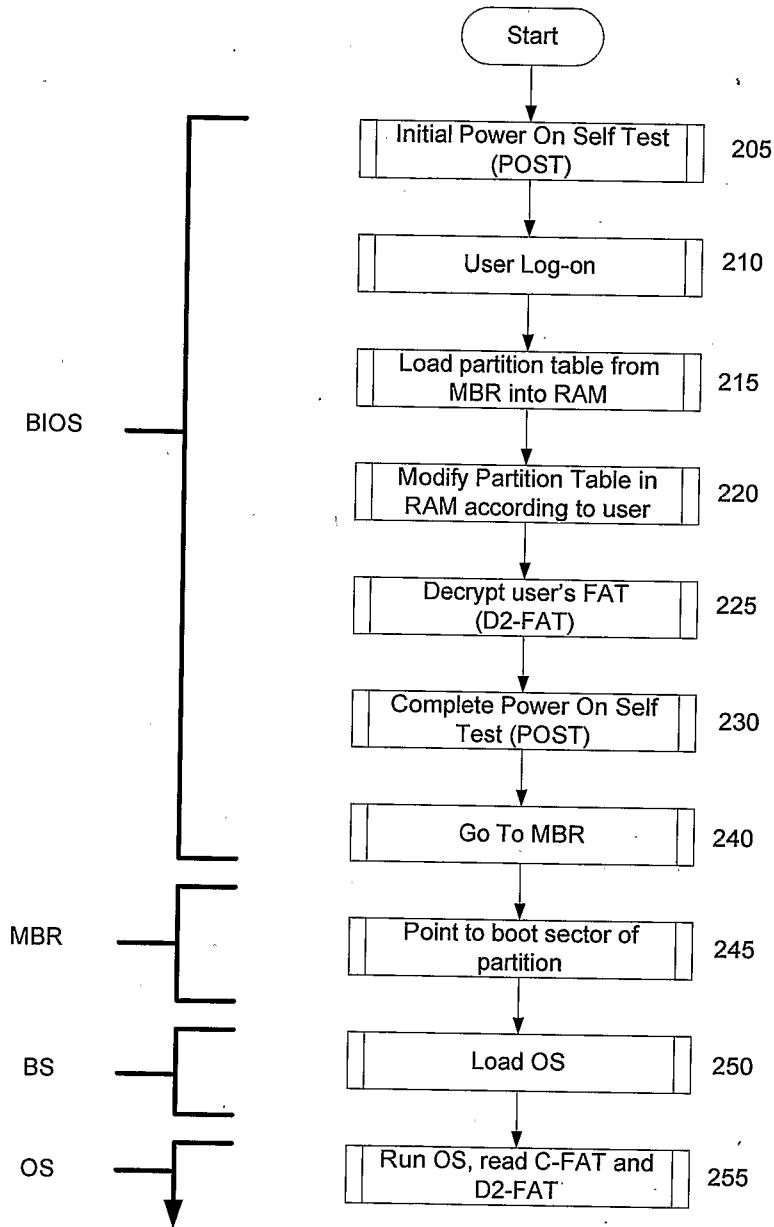 Start
Initial Power On Self Test
(POST)
205
User Log-on
210
Load partition table from
MBR into RAM
215
BIOS
Modify Partition Table in
RAM according to user
220
Decrypt user's FAT
(D2-FAT)
225
Complete Power On Self
Test (POST)
230
Go To MBR
240
MBR
Point to boot sector of
partition
245
BS
Load OS
250
OS
Run OS, read C-FAT and
D2-FAT
255